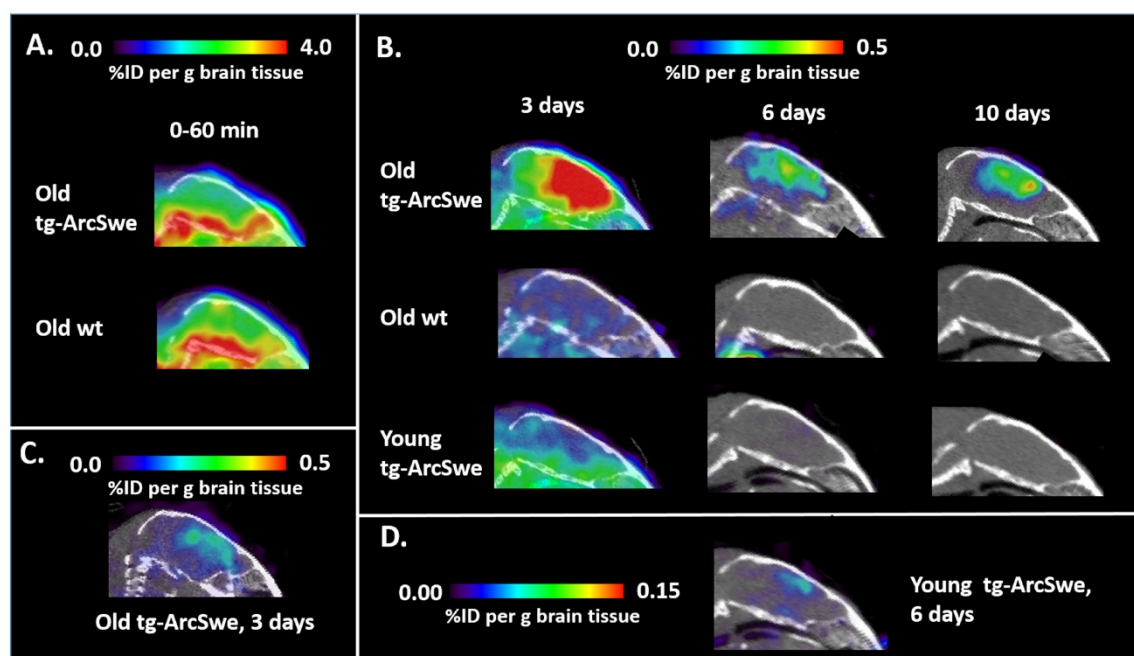 A.
0.0 4.0
%ID per g brain tissue
0-60 min
Old
tg-ArcSwe
Old wt
B.
0.0 0.5
%ID per g brain tissue
3 days 6 days 10 days
Old
tg-ArcSwe
Old wt
Young
tg-ArcSwe
C.
0.0 0.5
%ID per g brain tissue
Old tg-ArcSwe, 3 days
D.
0.00 0.15
%ID per g brain tissue
Young tg-ArcSwe,
6 days